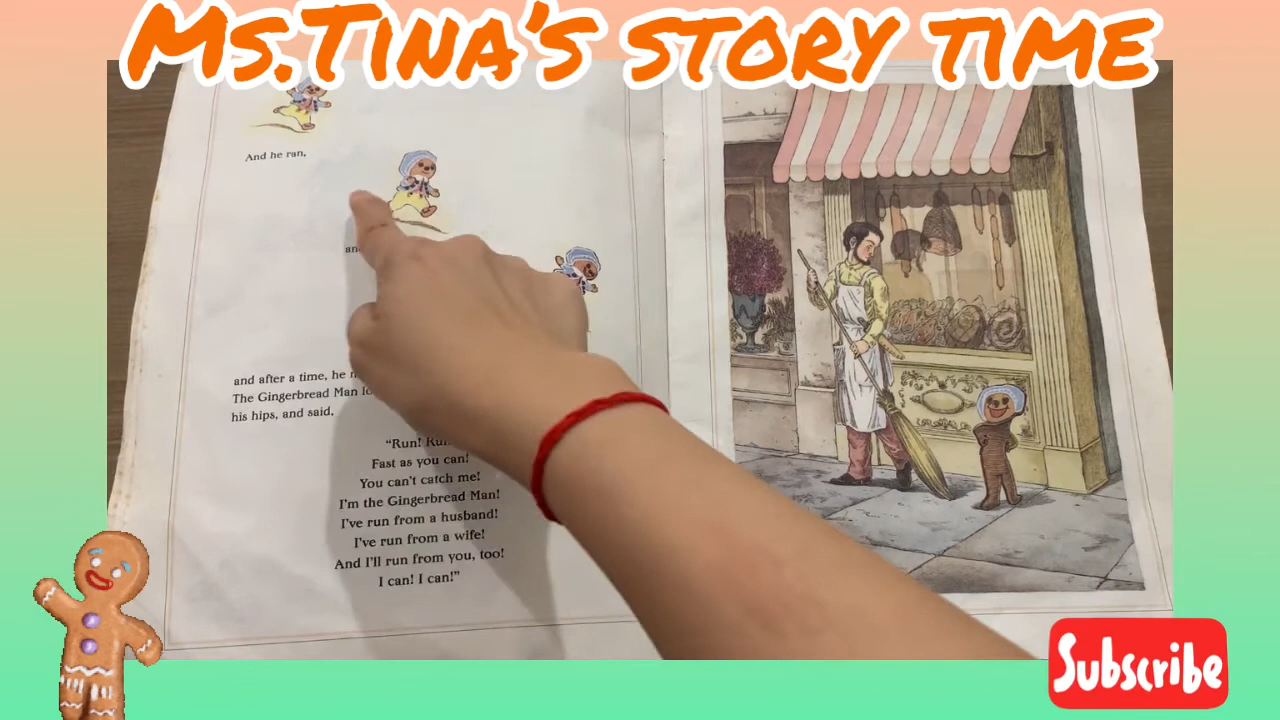 Ms.Tina's story time
And he ran,
and after a time, he
The Gingerbread Man
his hips, and said,
"Run! Run
Fast as you can!
You can't catch me!
I'm the Gingerbread Man!
I've run from a husband!
I've run from a wife!
And I'll run from you, too!
I can! I can!"
Subscribe